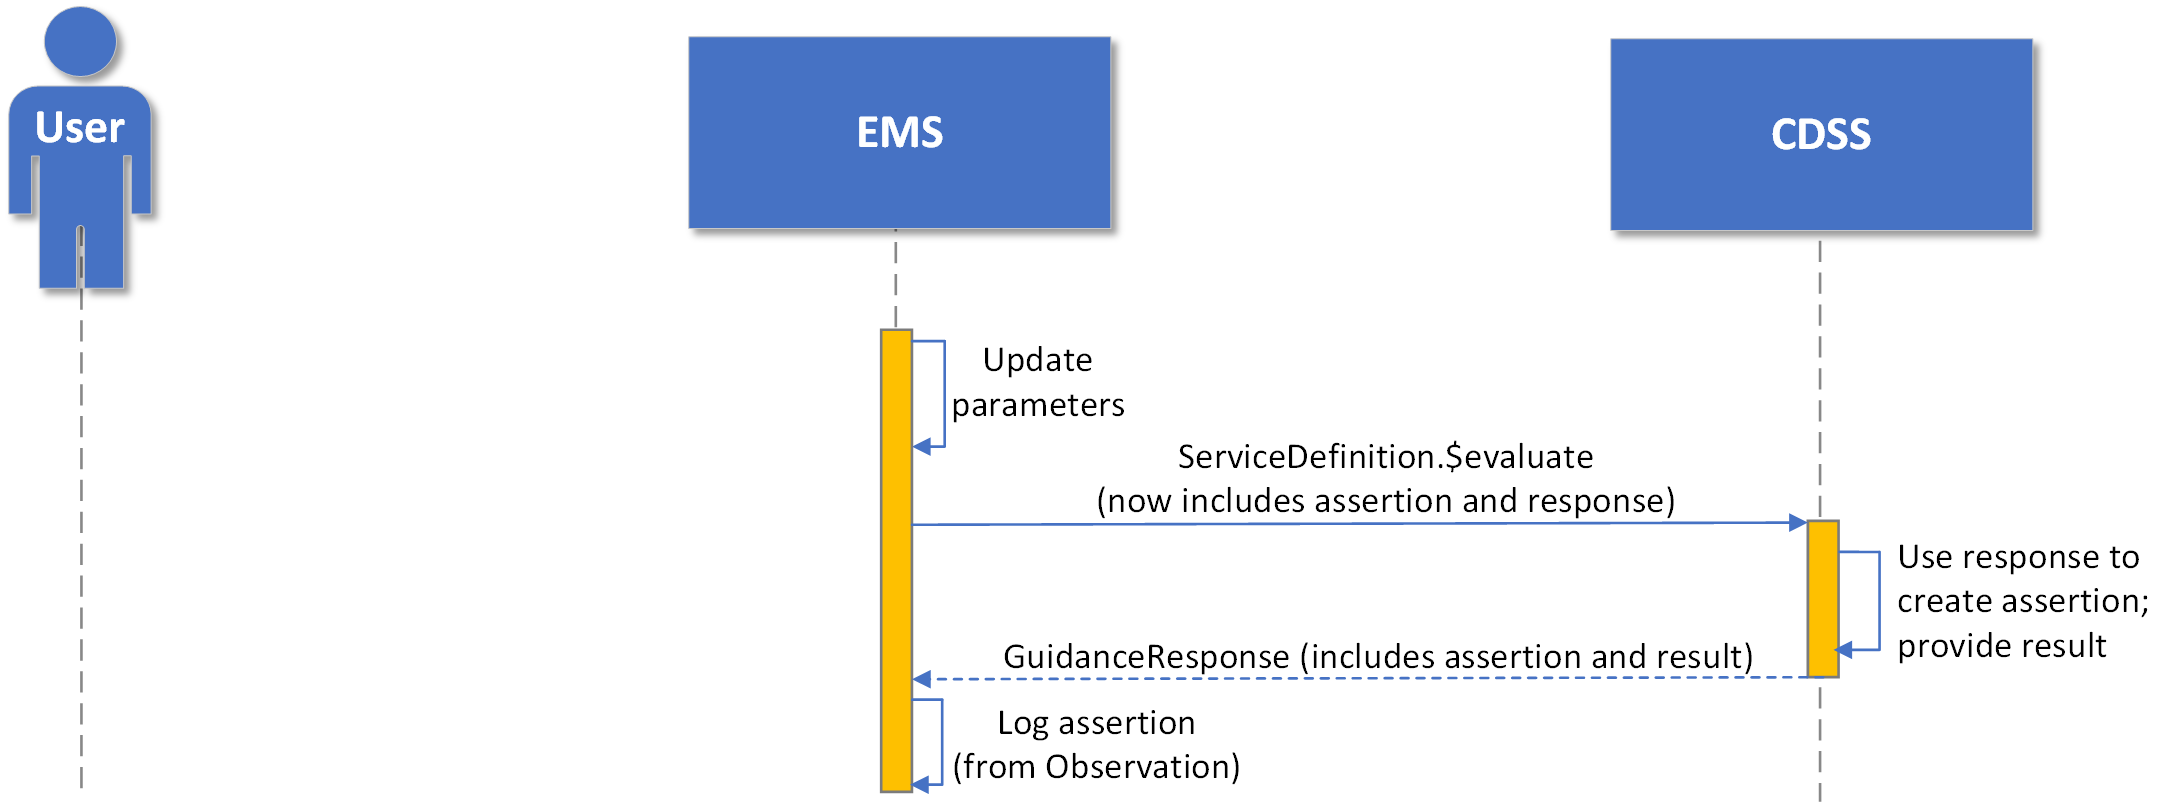 User
EMS
CDSS
Update
parameters
ServiceDefinition.$evaluate
(now includes assertion and response)
Use response to
create assertion;
provide result
GuidanceResponse (includes assertion and result)
Log assertion
(from Observation)